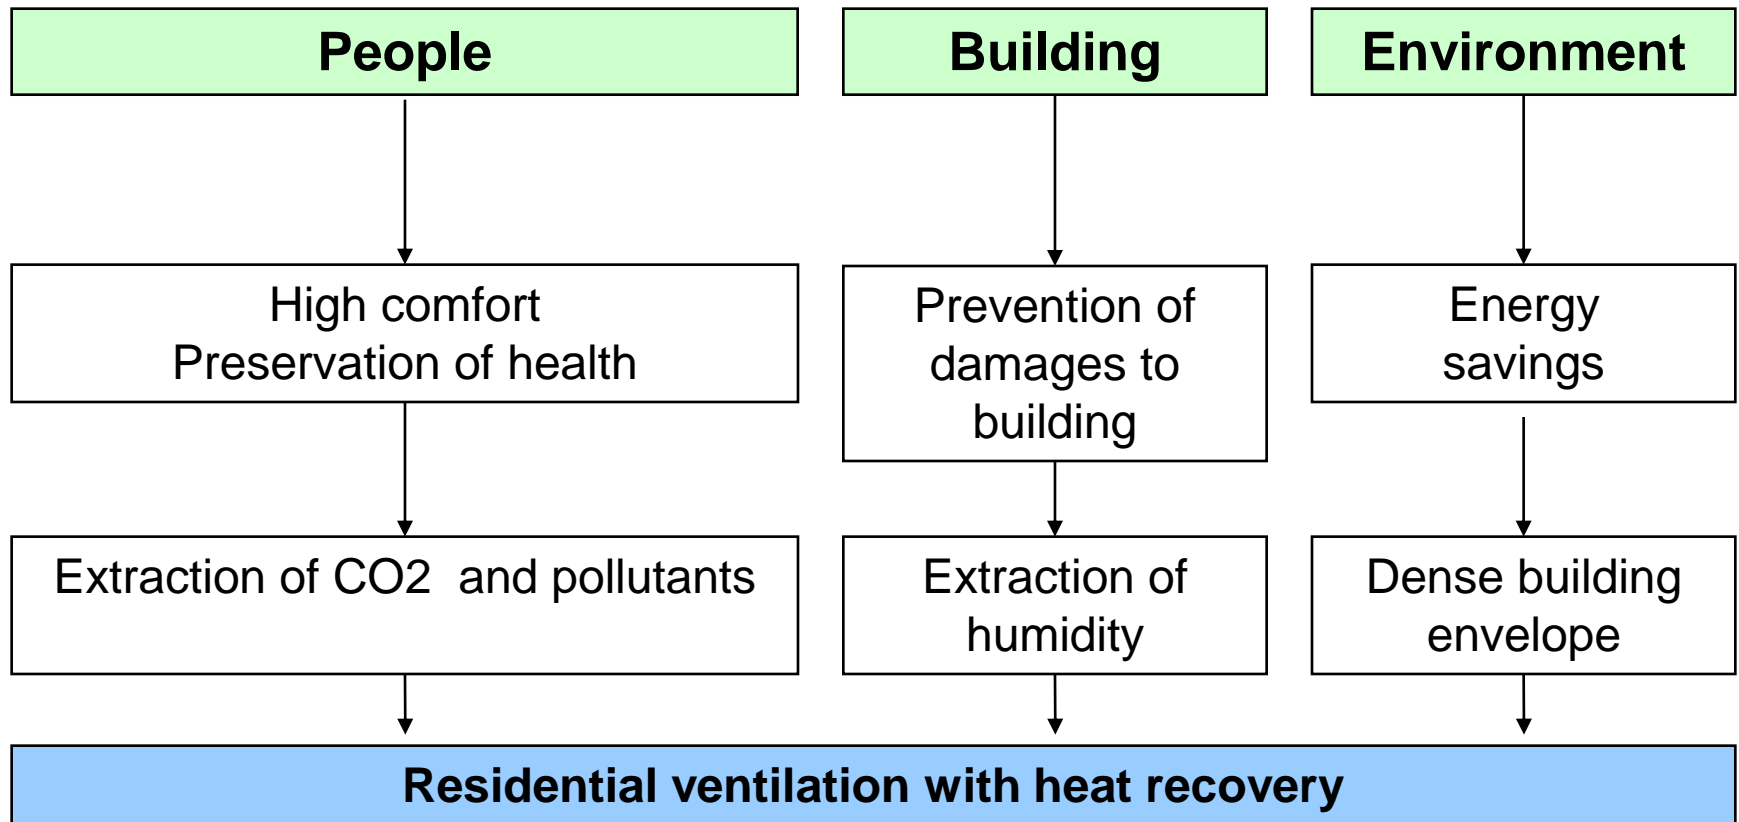 People
Building
Environment
High comfort
Preservation of health
Prevention of
damages to
building
Energy
savings
Extraction of CO2  and pollutants
Extraction of
humidity
Dense building
envelope
Residential ventilation with heat recovery